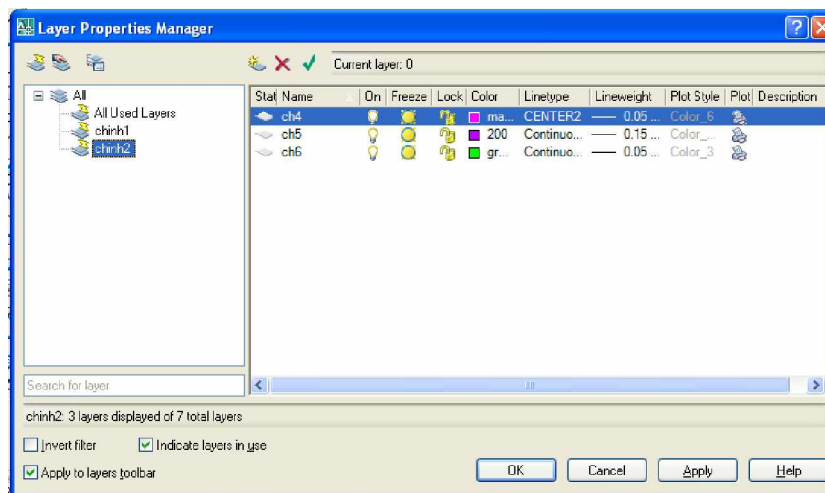 Layer Properties Manager
Current layer: 0
All
All Used Layers
chinh1
chinh2
Stat Name On Freeze Lock Color Linetype Lineweight Plot Style Plot Description
ch4 ma... CENTER2 0.05 ... Color_6
ch5 200 Continuo... 0.15 ... Color_...
ch6 gr... Continuo... 0.05 ... Color_3
Search for layer
chinh2: 3 layers displayed of 7 total layers
Invert filter Indicate layers in use
Apply to layers toolbar
OK Cancel Apply Help